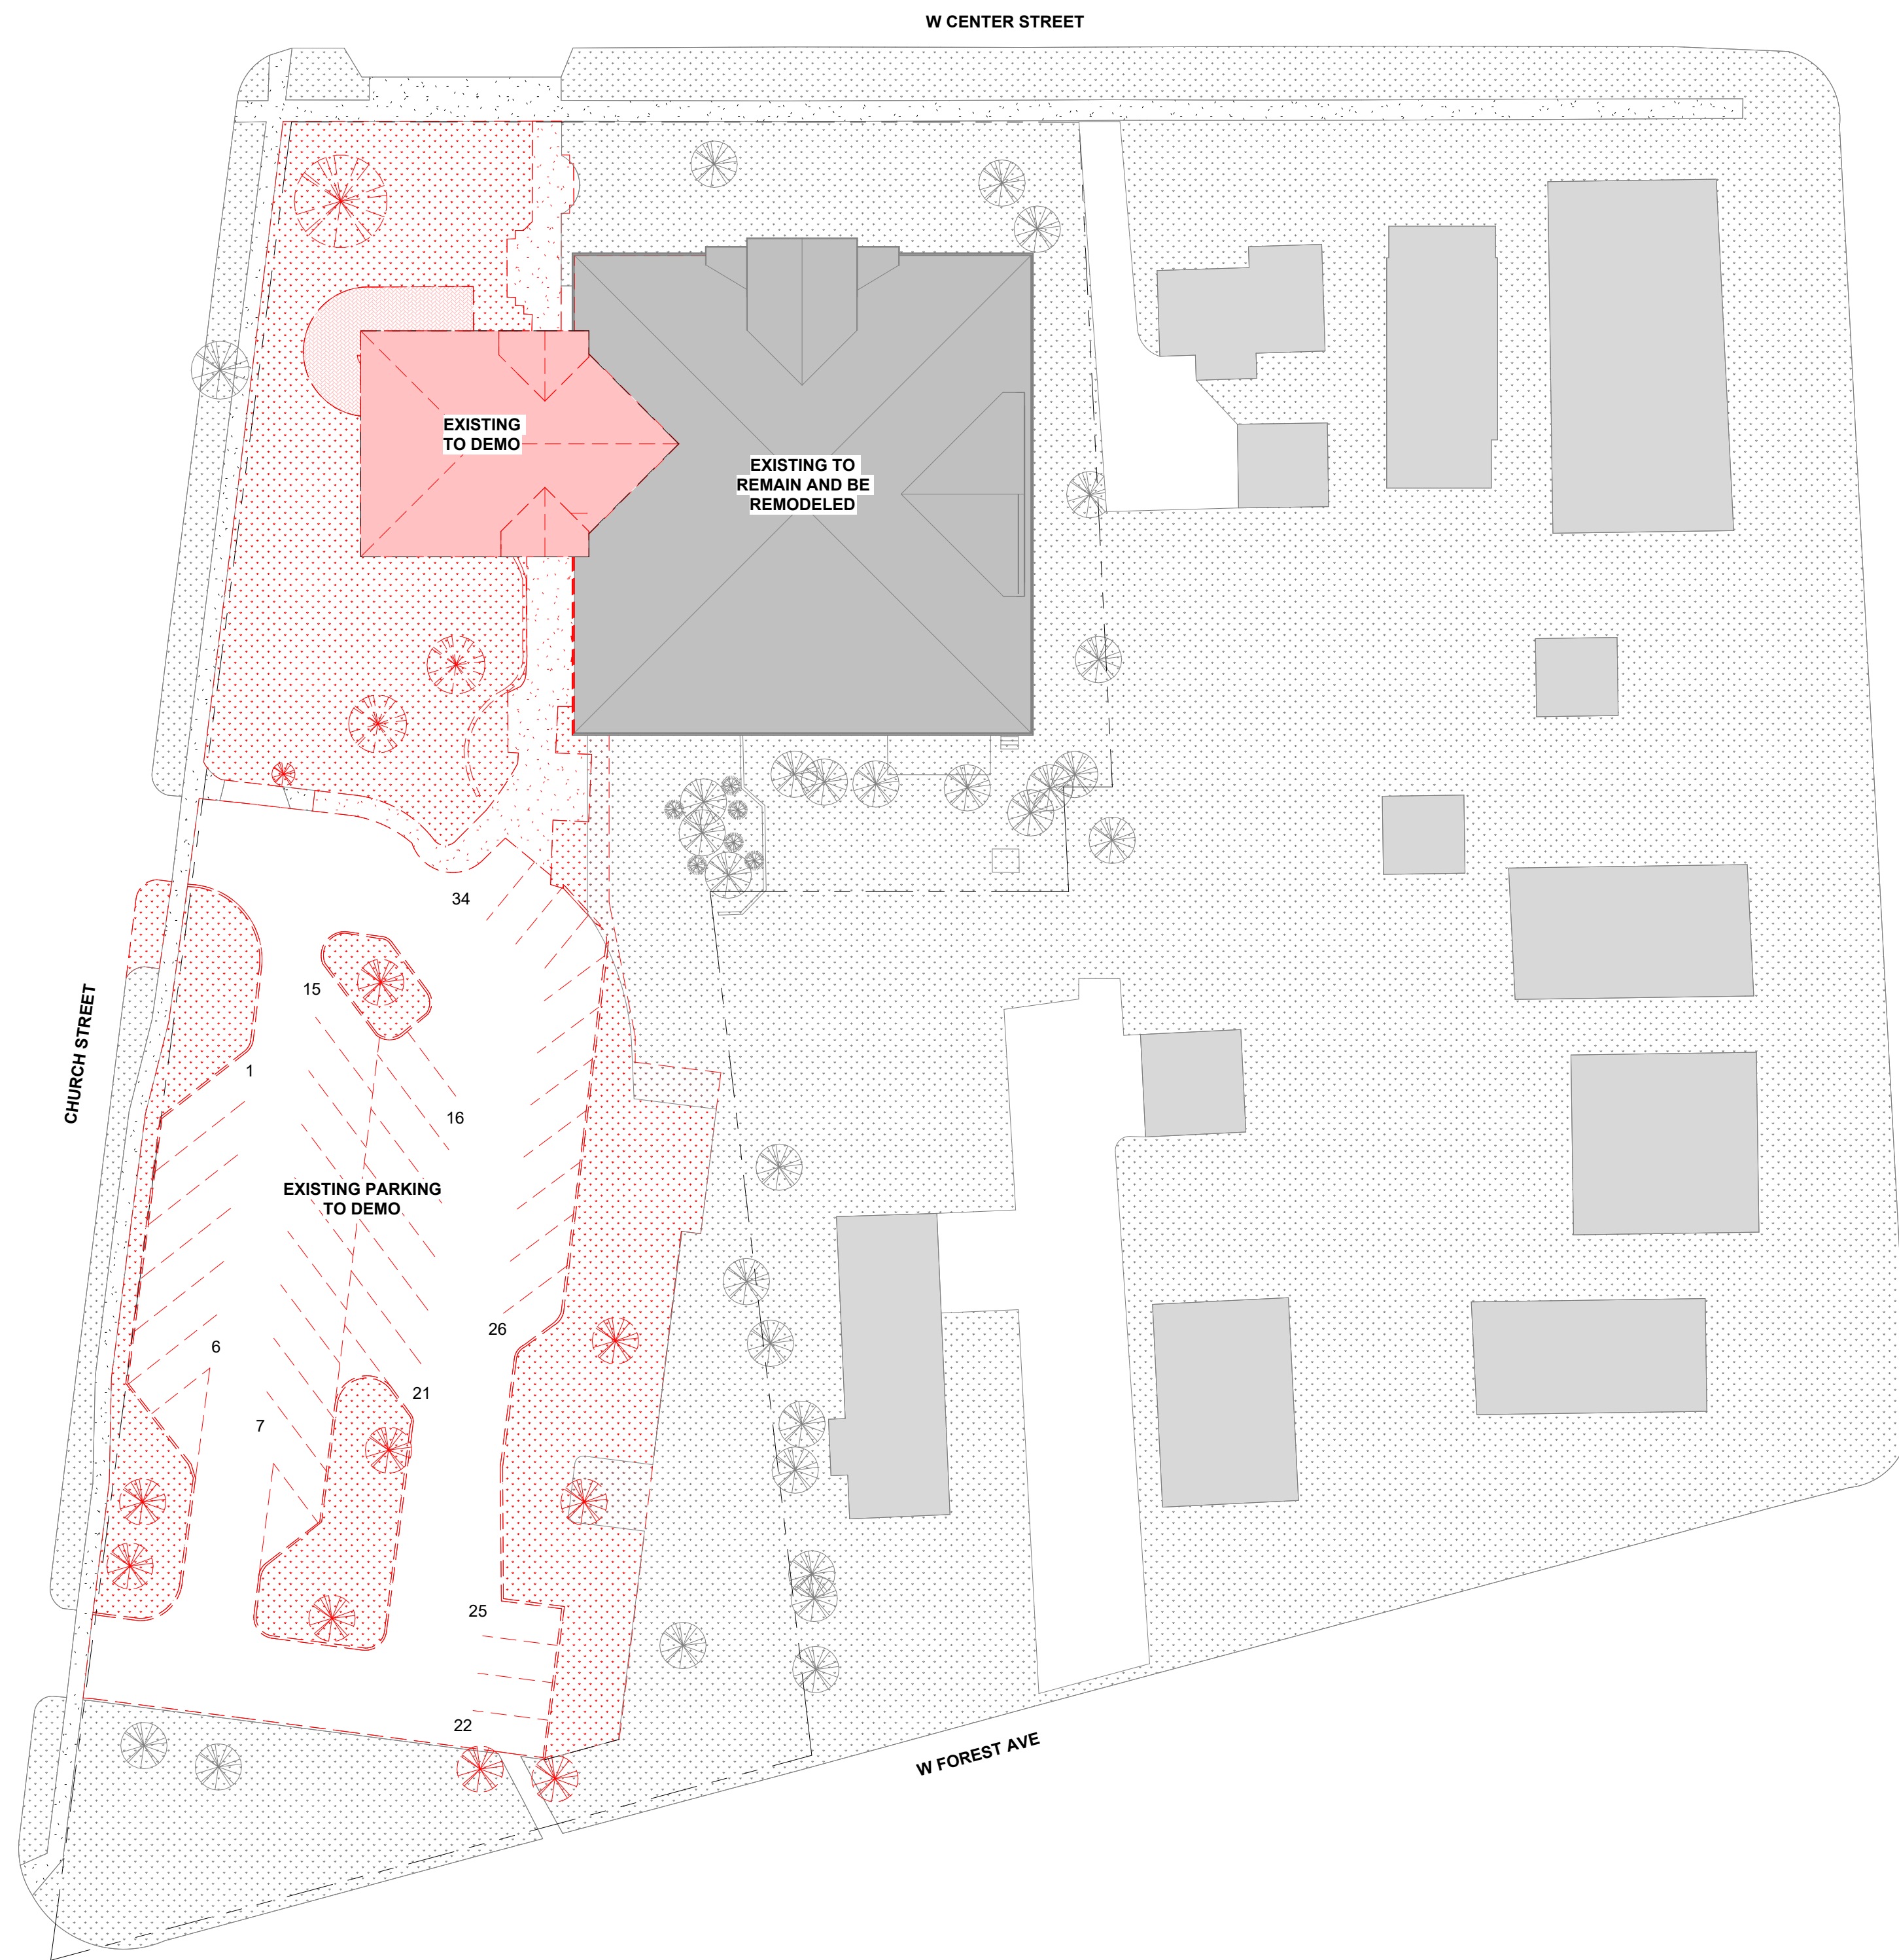 W CENTER STREET
EXISTING
TO DEMO
EXISTING TO
REMAIN AND BE
REMODELED
34
15
CHURCH STREET
1
16
EXISTING PARKING
TO DEMO
26
6
21
7
25
22
W FOREST AVE